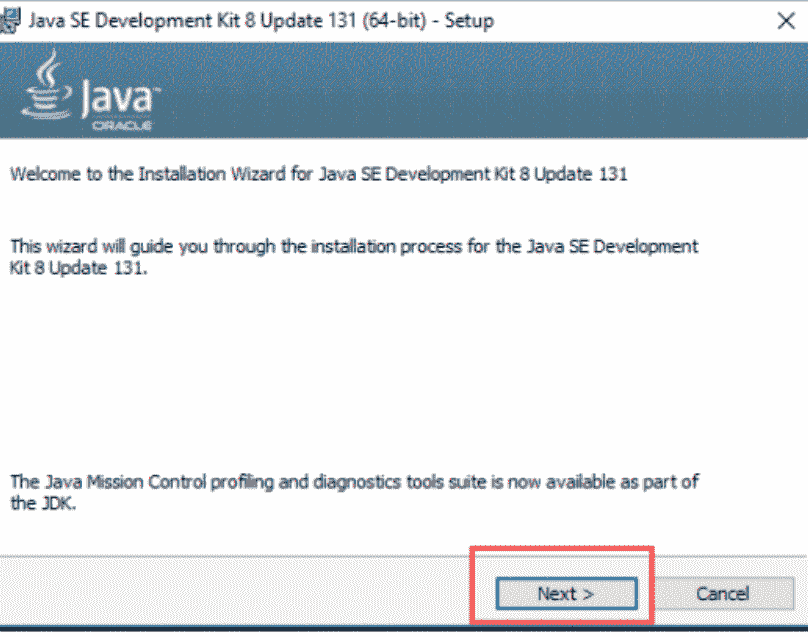 Java SE Development Kit 8 Update 131 (64-bit) - Setup
Java™
ORACLE
Welcome to the Installation Wizard for Java SE Development Kit 8 Update 131
This wizard will guide you through the installation process for the Java SE Development
Kit 8 Update 131.
The Java Mission Control profiling and diagnostics tools suite is now available as part of
the JDK.
Next >
Cancel